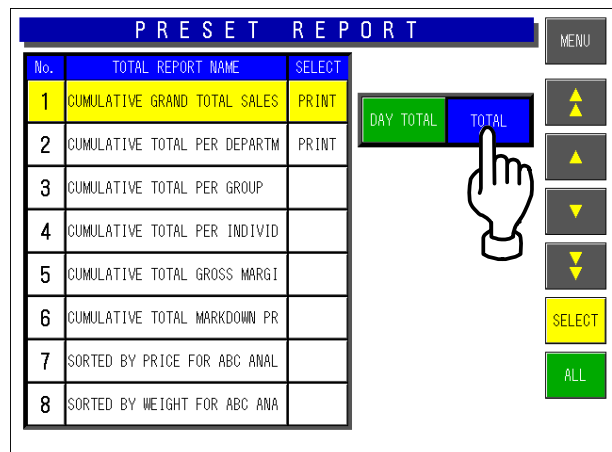 PRESET REPORT
MENU
No. TOTAL REPORT NAME SELECT
1 CUMULATIVE GRAND TOTAL SALES PRINT
2 CUMULATIVE TOTAL PER DEPARTM PRINT
3 CUMULATIVE TOTAL PER GROUP
4 CUMULATIVE TOTAL PER INDIVID
5 CUMULATIVE TOTAL GROSS MARGI
6 CUMULATIVE TOTAL MARKDOWN PR
7 SORTED BY PRICE FOR ABC ANAL
8 SORTED BY WEIGHT FOR ABC ANA
DAY TOTAL TOTAL
SELECT
ALL